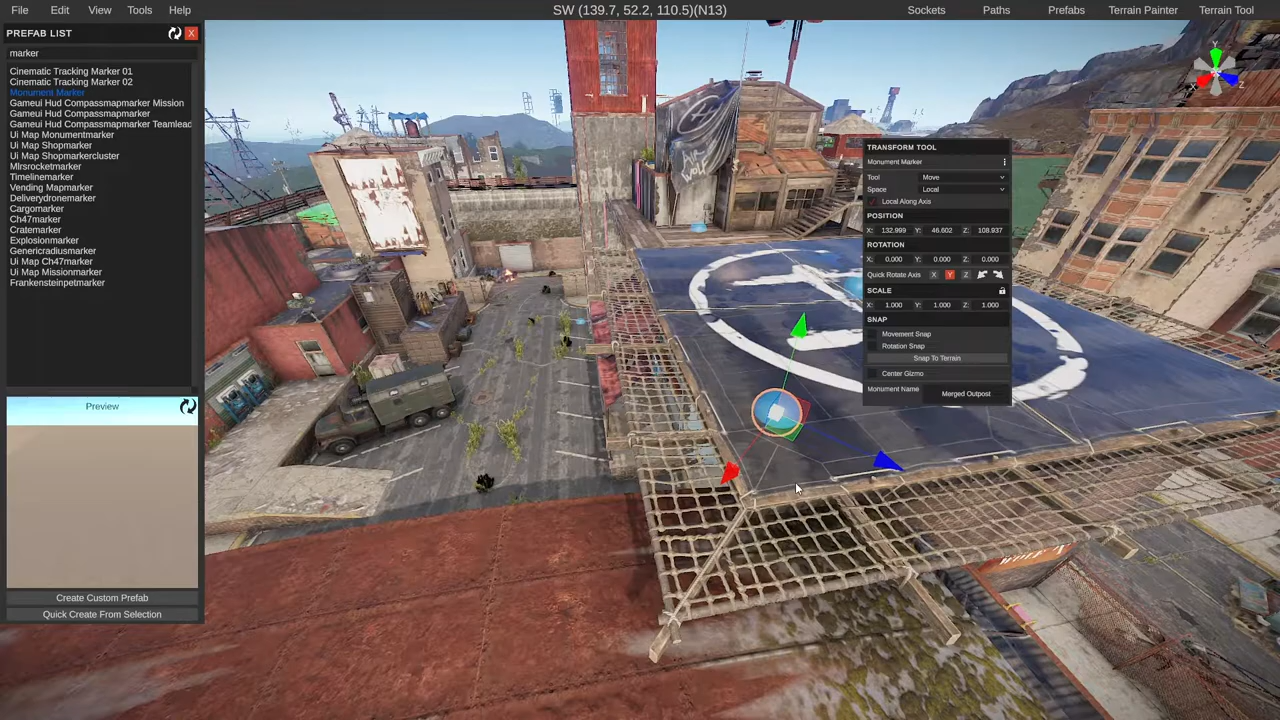 File Edit View Tools Help SW (139.7, 52.2, 110.5)(N13) Sockets Paths Prefabs Terrain Painter Terrain Tool
PREFAB LIST X
marker
Cinematic Tracking Marker 01
Cinematic Tracking Marker 02
Monument Marker
Gameui Hud Compassmapmarker Mission
Gameui Hud Compassmapmarker
Gameui Hud Compassmapmarker Teamlead
Ui Map Monumentmarker
Ui Map Shopmarker
Ui Map Shopmarkercluster
Mlrsrocketmarker
Timelinemarker
Vending Mapmarker
Deliverydronemarker
Cargomarker
Ch47marker
Cratemarker
Explosionmarker
Genericradiusmarker
Ui Map Ch47marker
Ui Map Missionmarker
Frankensteinpetmarker
Preview
Create Custom Prefab
Quick Create From Selection
Y
X Z
AIR
WOLF
TRANSFORM TOOL
Monument Marker
Tool Move
Space Local
Local Along Axis
POSITION
X: 132.999 Y: 46.602 Z: 108.937
ROTATION
X: 0.000 Y: 0.000 Z: 0.000
Quick Rotate Axis X Y Z
SCALE
X: 1.000 Y: 1.000 Z: 1.000
SNAP
Movement Snap
Rotation Snap
Snap To Terrain
Center Gizmo
Monument Name Merged Outpost